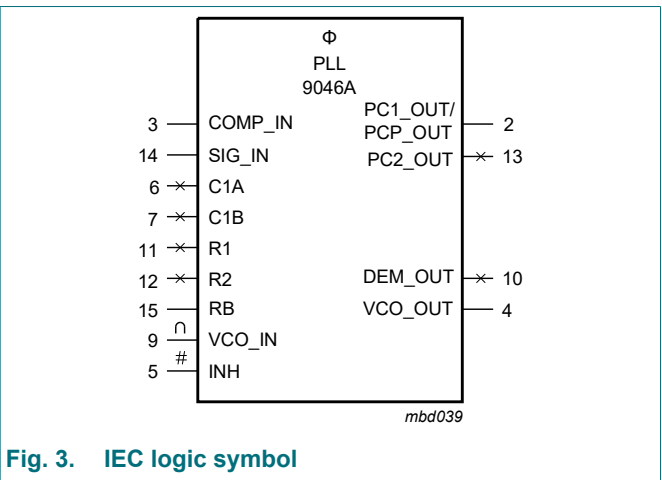 Φ
PLL
9046A
3 COMP_IN PC1_OUT/
PCP_OUT 2
14 SIG_IN PC2_OUT × 13
6 × C1A
7 × C1B
11 × R1
12 × R2 DEM_OUT × 10
15 RB VCO_OUT 4
9 ∩ VCO_IN
5 # INH
mbd039
Fig. 3. IEC logic symbol